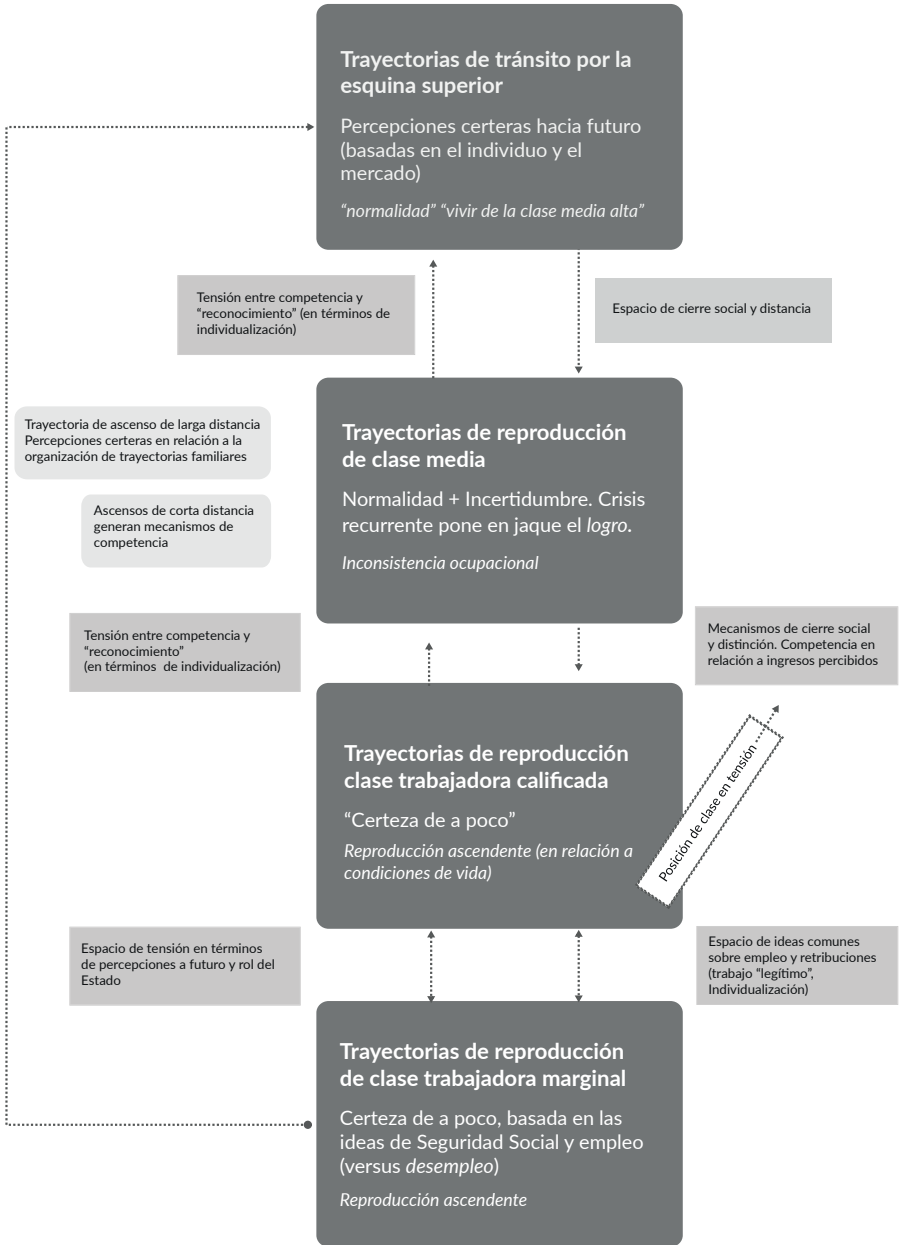 Trayectorias de tránsito por la
esquina superior
Percepciones certeras hacia futuro
(basadas en el individuo y el
mercado)
“normalidad” “vivir de la clase media alta”
Tensión entre competencia y
“reconocimiento” (en términos de
individualización)
Espacio de cierre social y distancia
Trayectoria de ascenso de larga distancia
Percepciones certeras en relación a la
organización de trayectorias familiares
Ascensos de corta distancia
generan mecanismos de
competencia
Trayectorias de reproducción
de clase media
Normalidad + Incertidumbre. Crisis
recurrente pone en jaque el logro.
Inconsistencia ocupacional
Tensión entre competencia y
“reconocimiento”
(en términos  de individualización)
Mecanismos de cierre social
y distinción. Competencia en
relación a ingresos percibidos
Trayectorias de reproducción
clase trabajadora calificada
“Certeza de a poco”
Reproducción ascendente (en relación a
condiciones de vida)
Posición de clase en tensión
Espacio de tensión en términos
de percepciones a futuro y rol del
Estado
Espacio de ideas comunes
sobre empleo y retribuciones
(trabajo “legítimo”,
Individualización)
Trayectorias de reproducción
de clase trabajadora marginal
Certeza de a poco, basada en las
ideas de Seguridad Social y empleo
(versus desempleo)
Reproducción ascendente